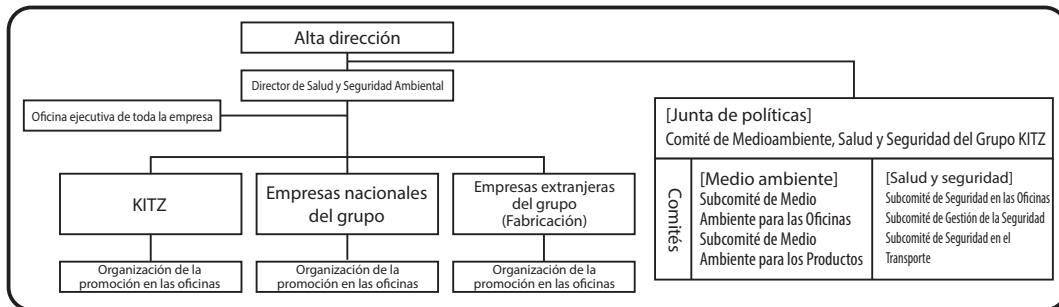 Alta dirección
Director de Salud y Seguridad Ambiental
Oficina ejecutiva de toda la empresa
KITZ
Empresas nacionales
del grupo
Empresas extranjeras
del grupo
(Fabricación)
Organización de la
promoción en las oficinas
Organización de la
promoción en las oficinas
Organización de la
promoción en las oficinas
[Junta de políticas]
Comité de Medioambiente, Salud y Seguridad del Grupo KITZ
Comités
[Medio ambiente]
Subcomité de Medio
Ambiente para las Oficinas
Subcomité de Medio
Ambiente para los Productos
[Salud y seguridad]
Subcomité de Seguridad en las Oficinas
Subcomité de Gestión de la Seguridad
Subcomité de Seguridad en el
Transporte